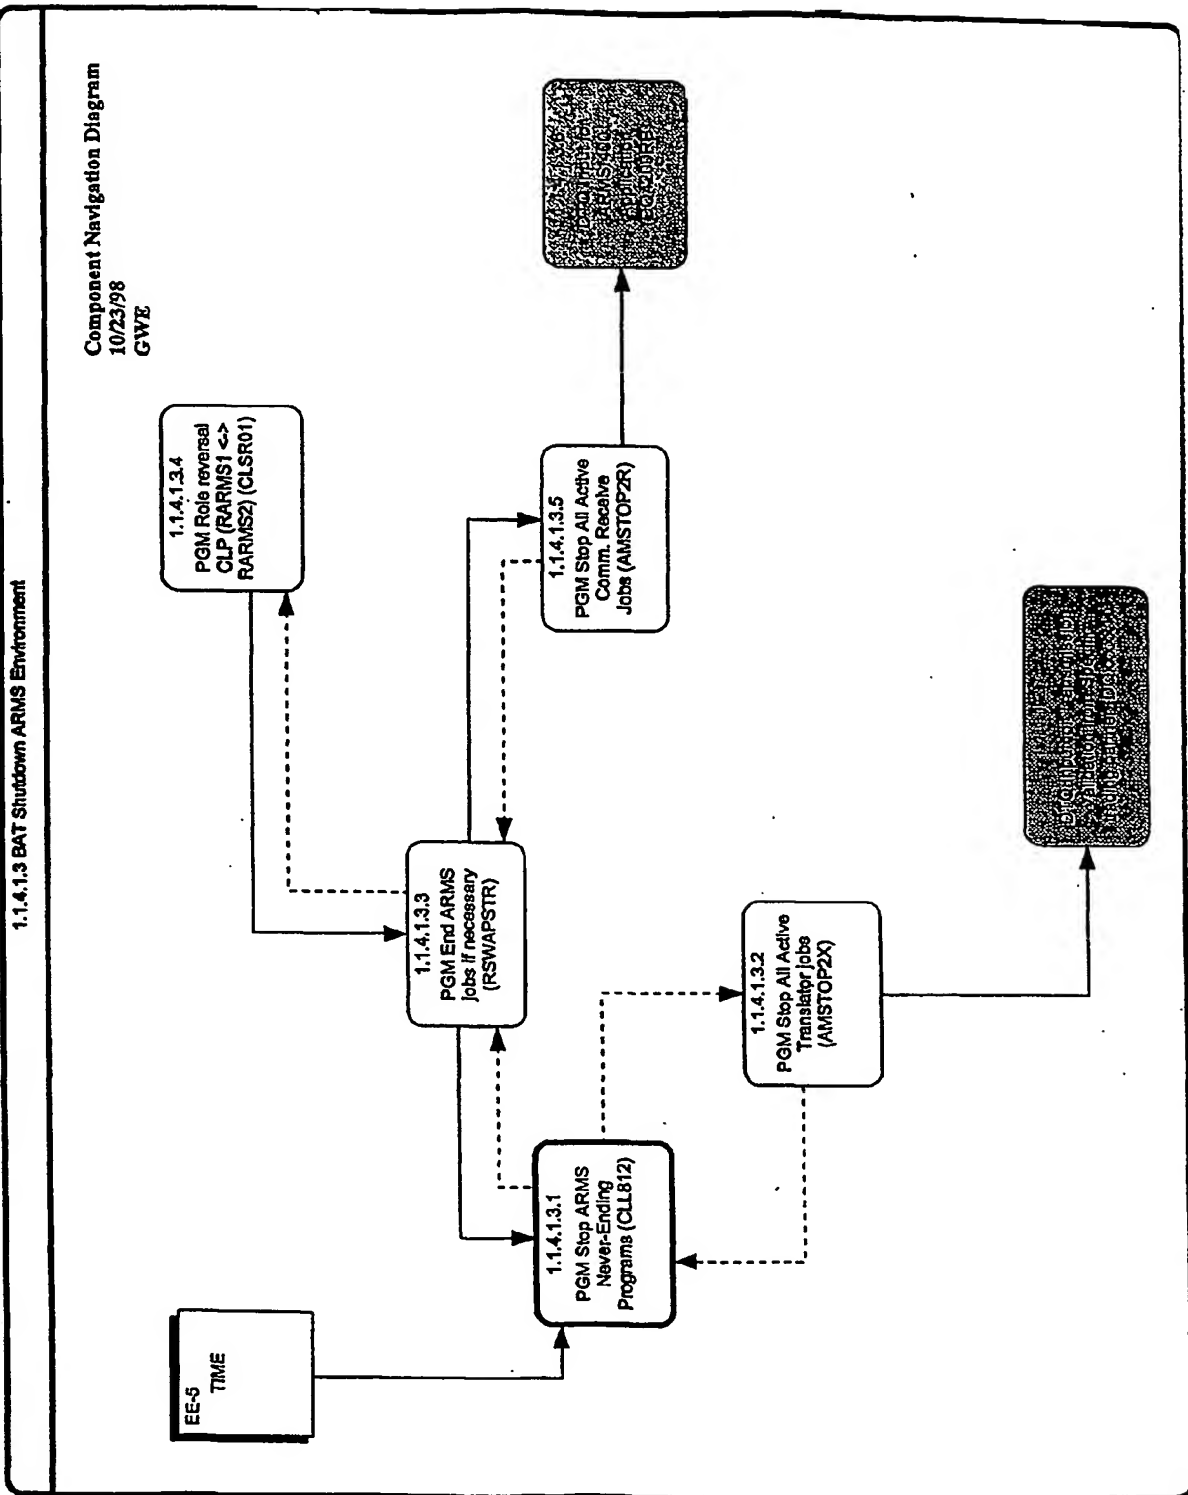 1.1.4.1.3 BAT Shutdown ARMS Environment
Component Navigation Diagram
10/23/98
GWE
EE-5
TIME
1.1.4.1.3.1
PGM Stop ARMS
Never-Ending
Programs (CLL812)
1.1.4.1.3.3
PGM End ARMS
jobs if necessary
(RSWAPSTR)
1.1.4.1.3.4
PGM Role reversal
CLP (RARMS1 <->
RARMS2) (CLSR01)
1.1.4.1.3.5
PGM Stop All Active
Comm. Receive
Jobs (AMSTOP2R)
1.1.4.1.3.2
PGM Stop All Active
Translator jobs
(AMSTOP2X)
ARMS/400
Application